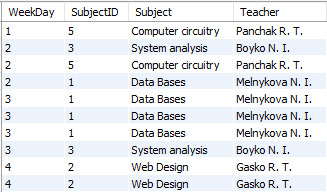 WeekDay SubjectID Subject Teacher
1 5 Computer circuitry Panchak R. T.
2 3 System analysis Boyko N. I.
2 5 Computer circuitry Panchak R. T.
2 1 Data Bases Melnykova N. I.
3 1 Data Bases Melnykova N. I.
3 1 Data Bases Melnykova N. I.
3 1 Data Bases Melnykova N. I.
3 3 System analysis Boyko N. I.
4 2 Web Design Gasko R. T.
4 2 Web Design Gasko R. T.